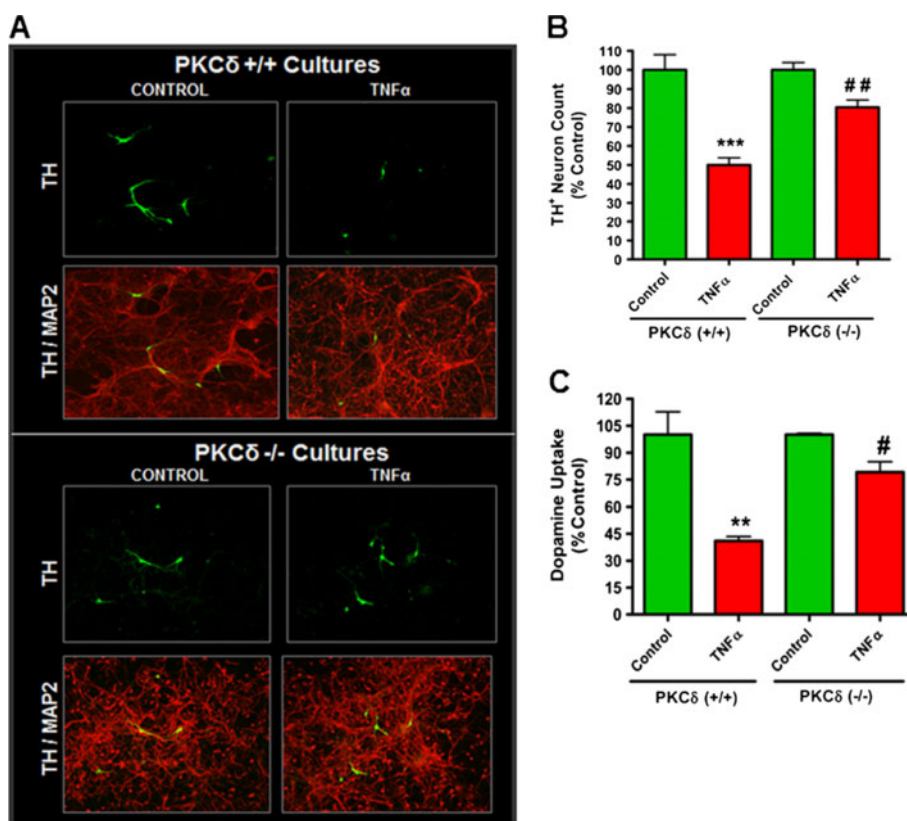 A
PKCδ +/+ Cultures
CONTROL TNFα
TH
TH / MAP2
PKCδ -/- Cultures
CONTROL TNFα
TH
TH / MAP2
B
TH+ Neuron Count
(% Control)
110
100
90
80
70
60
50
40
30
20
10
0
***
# #
Control
TNFα
Control
TNFα
PKCδ (+/+) PKCδ (-/-)
C
Dopamine Uptake
(% Control)
120
105
90
75
60
45
30
15
0
**
#
Control
TNFα
Control
TNFα
PKCδ (+/+) PKCδ (-/-)